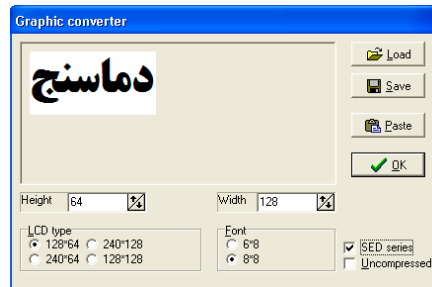 Graphic converter
دماسنج
Load
Save
Paste
OK
Height 64
Width 128
LCD type
128*64 240*128
240*64 128*128
Font
6*8
8*8
SED series
Uncompressed